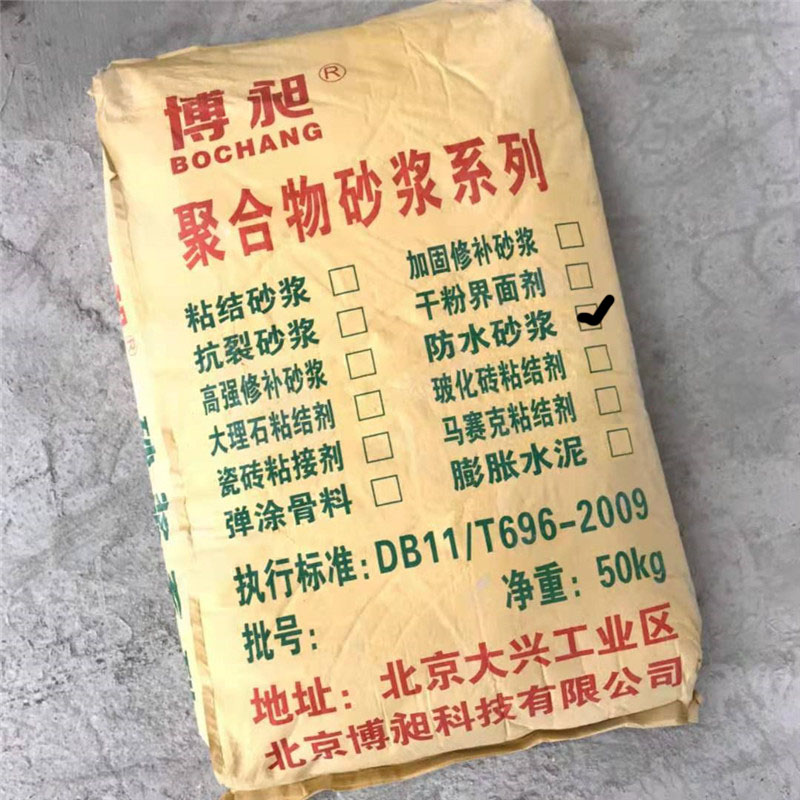 博昶®
BOCHANG
聚合物砂浆系列
粘结砂浆 □
抗裂砂浆 □
高强修补砂浆 □
大理石粘结剂 □
瓷砖粘接剂 □
弹涂骨料 □
加固修补砂浆 □
干粉界面剂 □
防水砂浆 ✓
玻化砖粘结剂 □
马赛克粘结剂 □
膨胀水泥 □
执行标准:DB11/T696-2009
批号: 净重: 50kg
地址: 北京大兴工业区
北京博昶科技有限公司